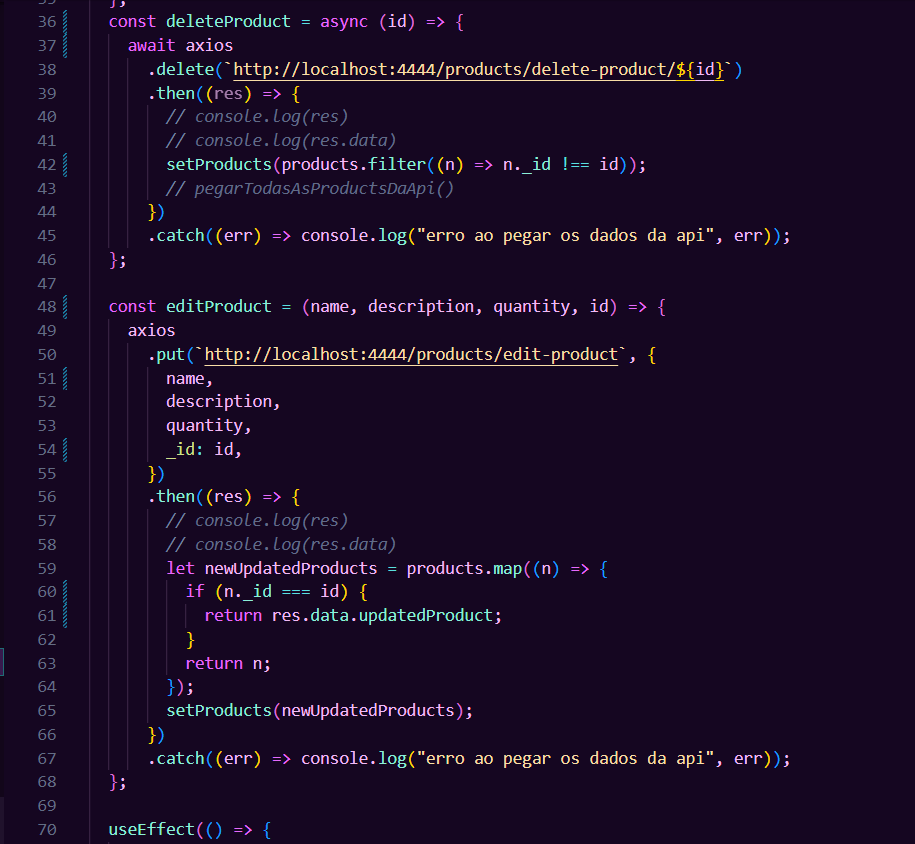 35 };
36 const deleteProduct = async (id) => {
37 await axios
38 .delete(`http://localhost:4444/products/delete-product/${id}`)
39 .then((res) => {
40 // console.log(res)
41 // console.log(res.data)
42 setProducts(products.filter((n) => n._id !== id));
43 // pegarTodasAsProductsDaApi()
44 })
45 .catch((err) => console.log("erro ao pegar os dados da api", err));
46 };
47
48 const editProduct = (name, description, quantity, id) => {
49 axios
50 .put(`http://localhost:4444/products/edit-product`, {
51 name,
52 description,
53 quantity,
54 _id: id,
55 })
56 .then((res) => {
57 // console.log(res)
58 // console.log(res.data)
59 let newUpdatedProducts = products.map((n) => {
60 if (n._id === id) {
61 return res.data.updatedProduct;
62 }
63 return n;
64 });
65 setProducts(newUpdatedProducts);
66 })
67 .catch((err) => console.log("erro ao pegar os dados da api", err));
68 };
69
70 useEffect(() => {